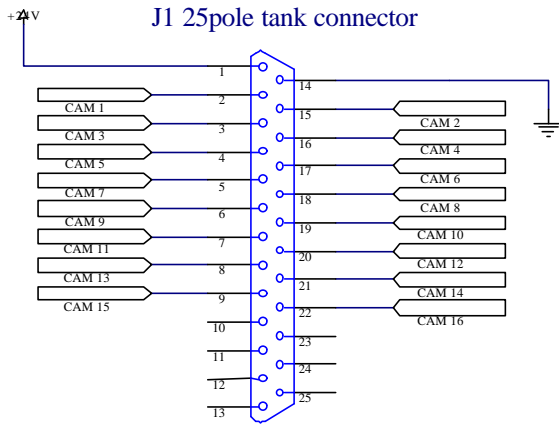 J1 25pole tank connector
+24V
1
14
2
CAM 1
15
CAM 2
3
CAM 3
16
CAM 4
4
CAM 5
17
CAM 6
5
CAM 7
18
CAM 8
6
CAM 9
19
CAM 10
7
CAM 11
20
CAM 12
8
CAM 13
21
CAM 14
9
CAM 15
22
CAM 16
10
23
11
24
12
25
13